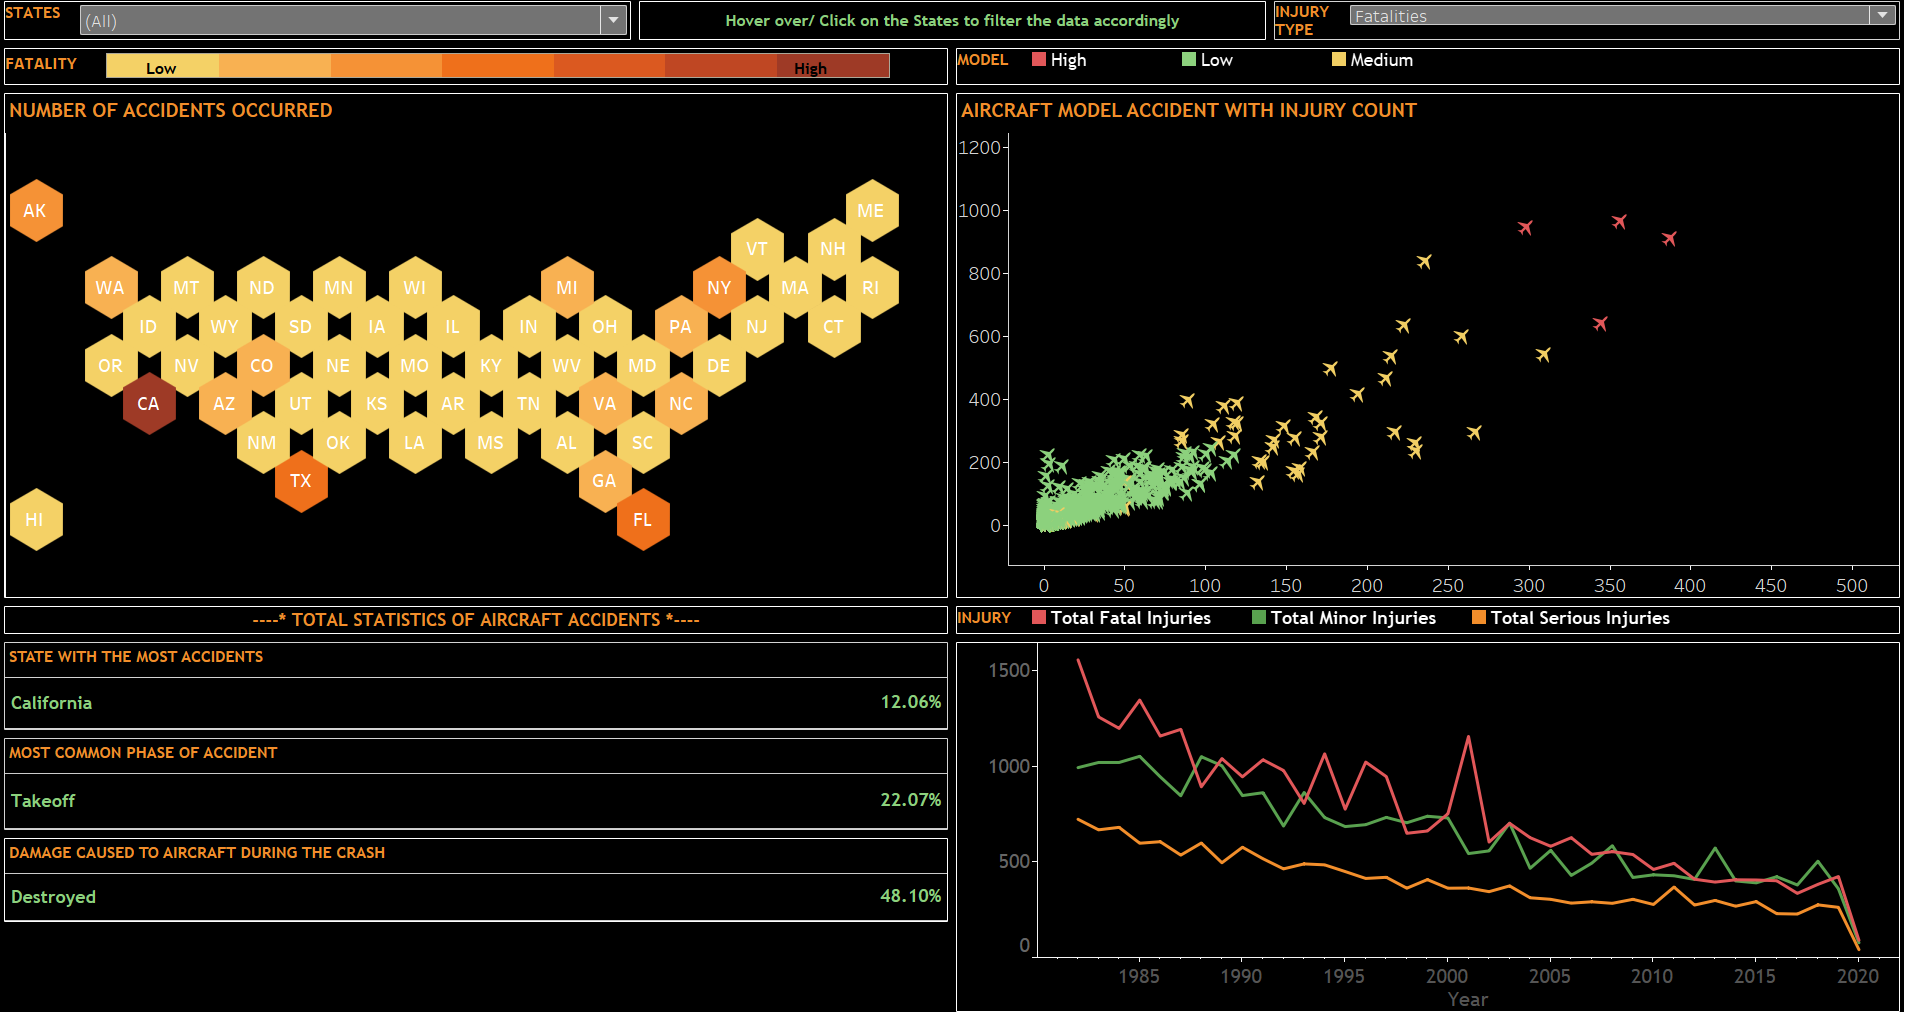 STATES
(All)
Hover over/ Click on the States to filter the data accordingly
INJURY
TYPE
Fatalities
FATALITY
Low
High
MODEL
High
Low
Medium
NUMBER OF ACCIDENTS OCCURRED
AK
ME
VT
NH
WA
MT
ND
MN
WI
MI
NY
MA
RI
ID
WY
SD
IA
IL
IN
OH
PA
NJ
CT
OR
NV
CO
NE
MO
KY
WV
MD
DE
CA
AZ
UT
KS
AR
TN
VA
NC
NM
OK
LA
MS
AL
SC
TX
GA
HI
FL
AIRCRAFT MODEL ACCIDENT WITH INJURY COUNT
1200
1000
800
600
400
200
0
0 50 100 150 200 250 300 350 400 450 500
----* TOTAL STATISTICS OF AIRCRAFT ACCIDENTS *----
STATE WITH THE MOST ACCIDENTS
California 12.06%
MOST COMMON PHASE OF ACCIDENT
Takeoff 22.07%
DAMAGE CAUSED TO AIRCRAFT DURING THE CRASH
Destroyed 48.10%
INJURY
Total Fatal Injuries
Total Minor Injuries
Total Serious Injuries
1500
1000
500
0
1985 1990 1995 2000 2005 2010 2015 2020
Year